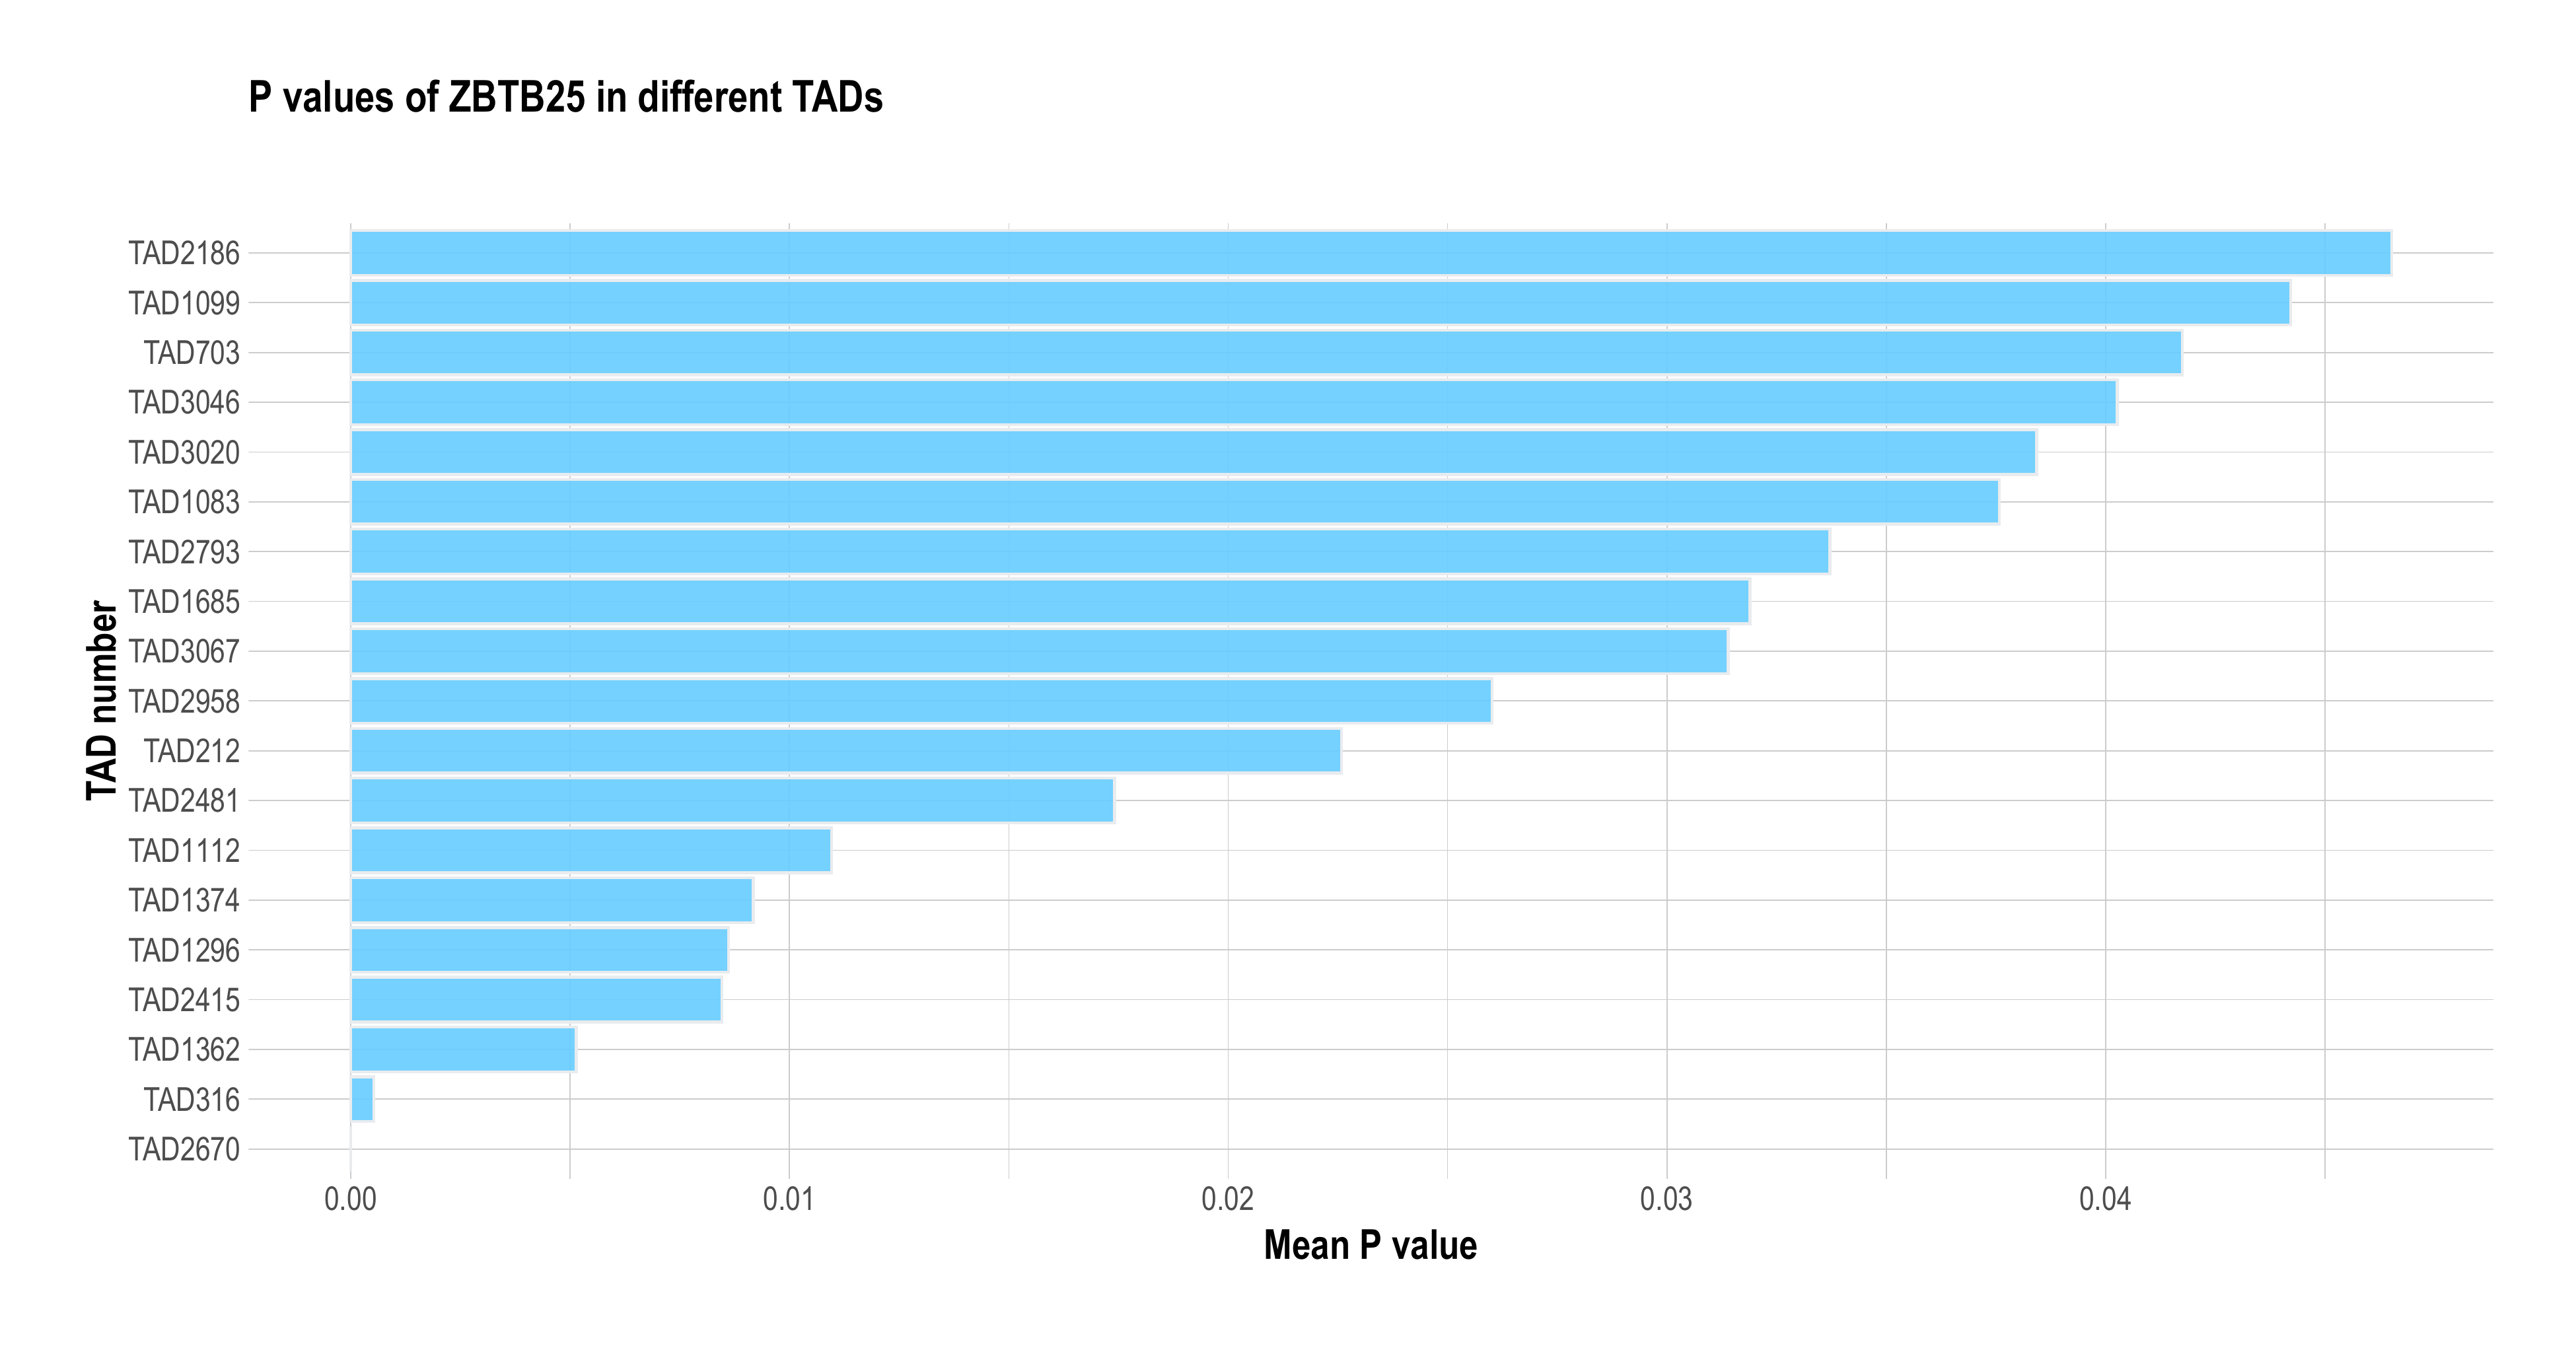 P values of ZBTB25 in different TADs
TAD2186
TAD1099
TAD703
TAD3046
TAD3020
TAD1083
TAD2793
TAD1685
TAD3067
TAD2958
TAD212
TAD2481
TAD1112
TAD1374
TAD1296
TAD2415
TAD1362
TAD316
TAD2670
TAD number
0.00 0.01 0.02 0.03 0.04
Mean P value